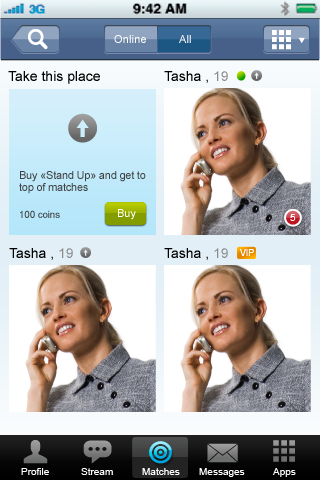 3G 9:42 AM
Online All
Take this place
Buy «Stand Up» and get to
top of matches
100 coins
Buy
Tasha , 19
5
Tasha , 19
Tasha , 19 VIP
Profile Stream Matches Messages Apps